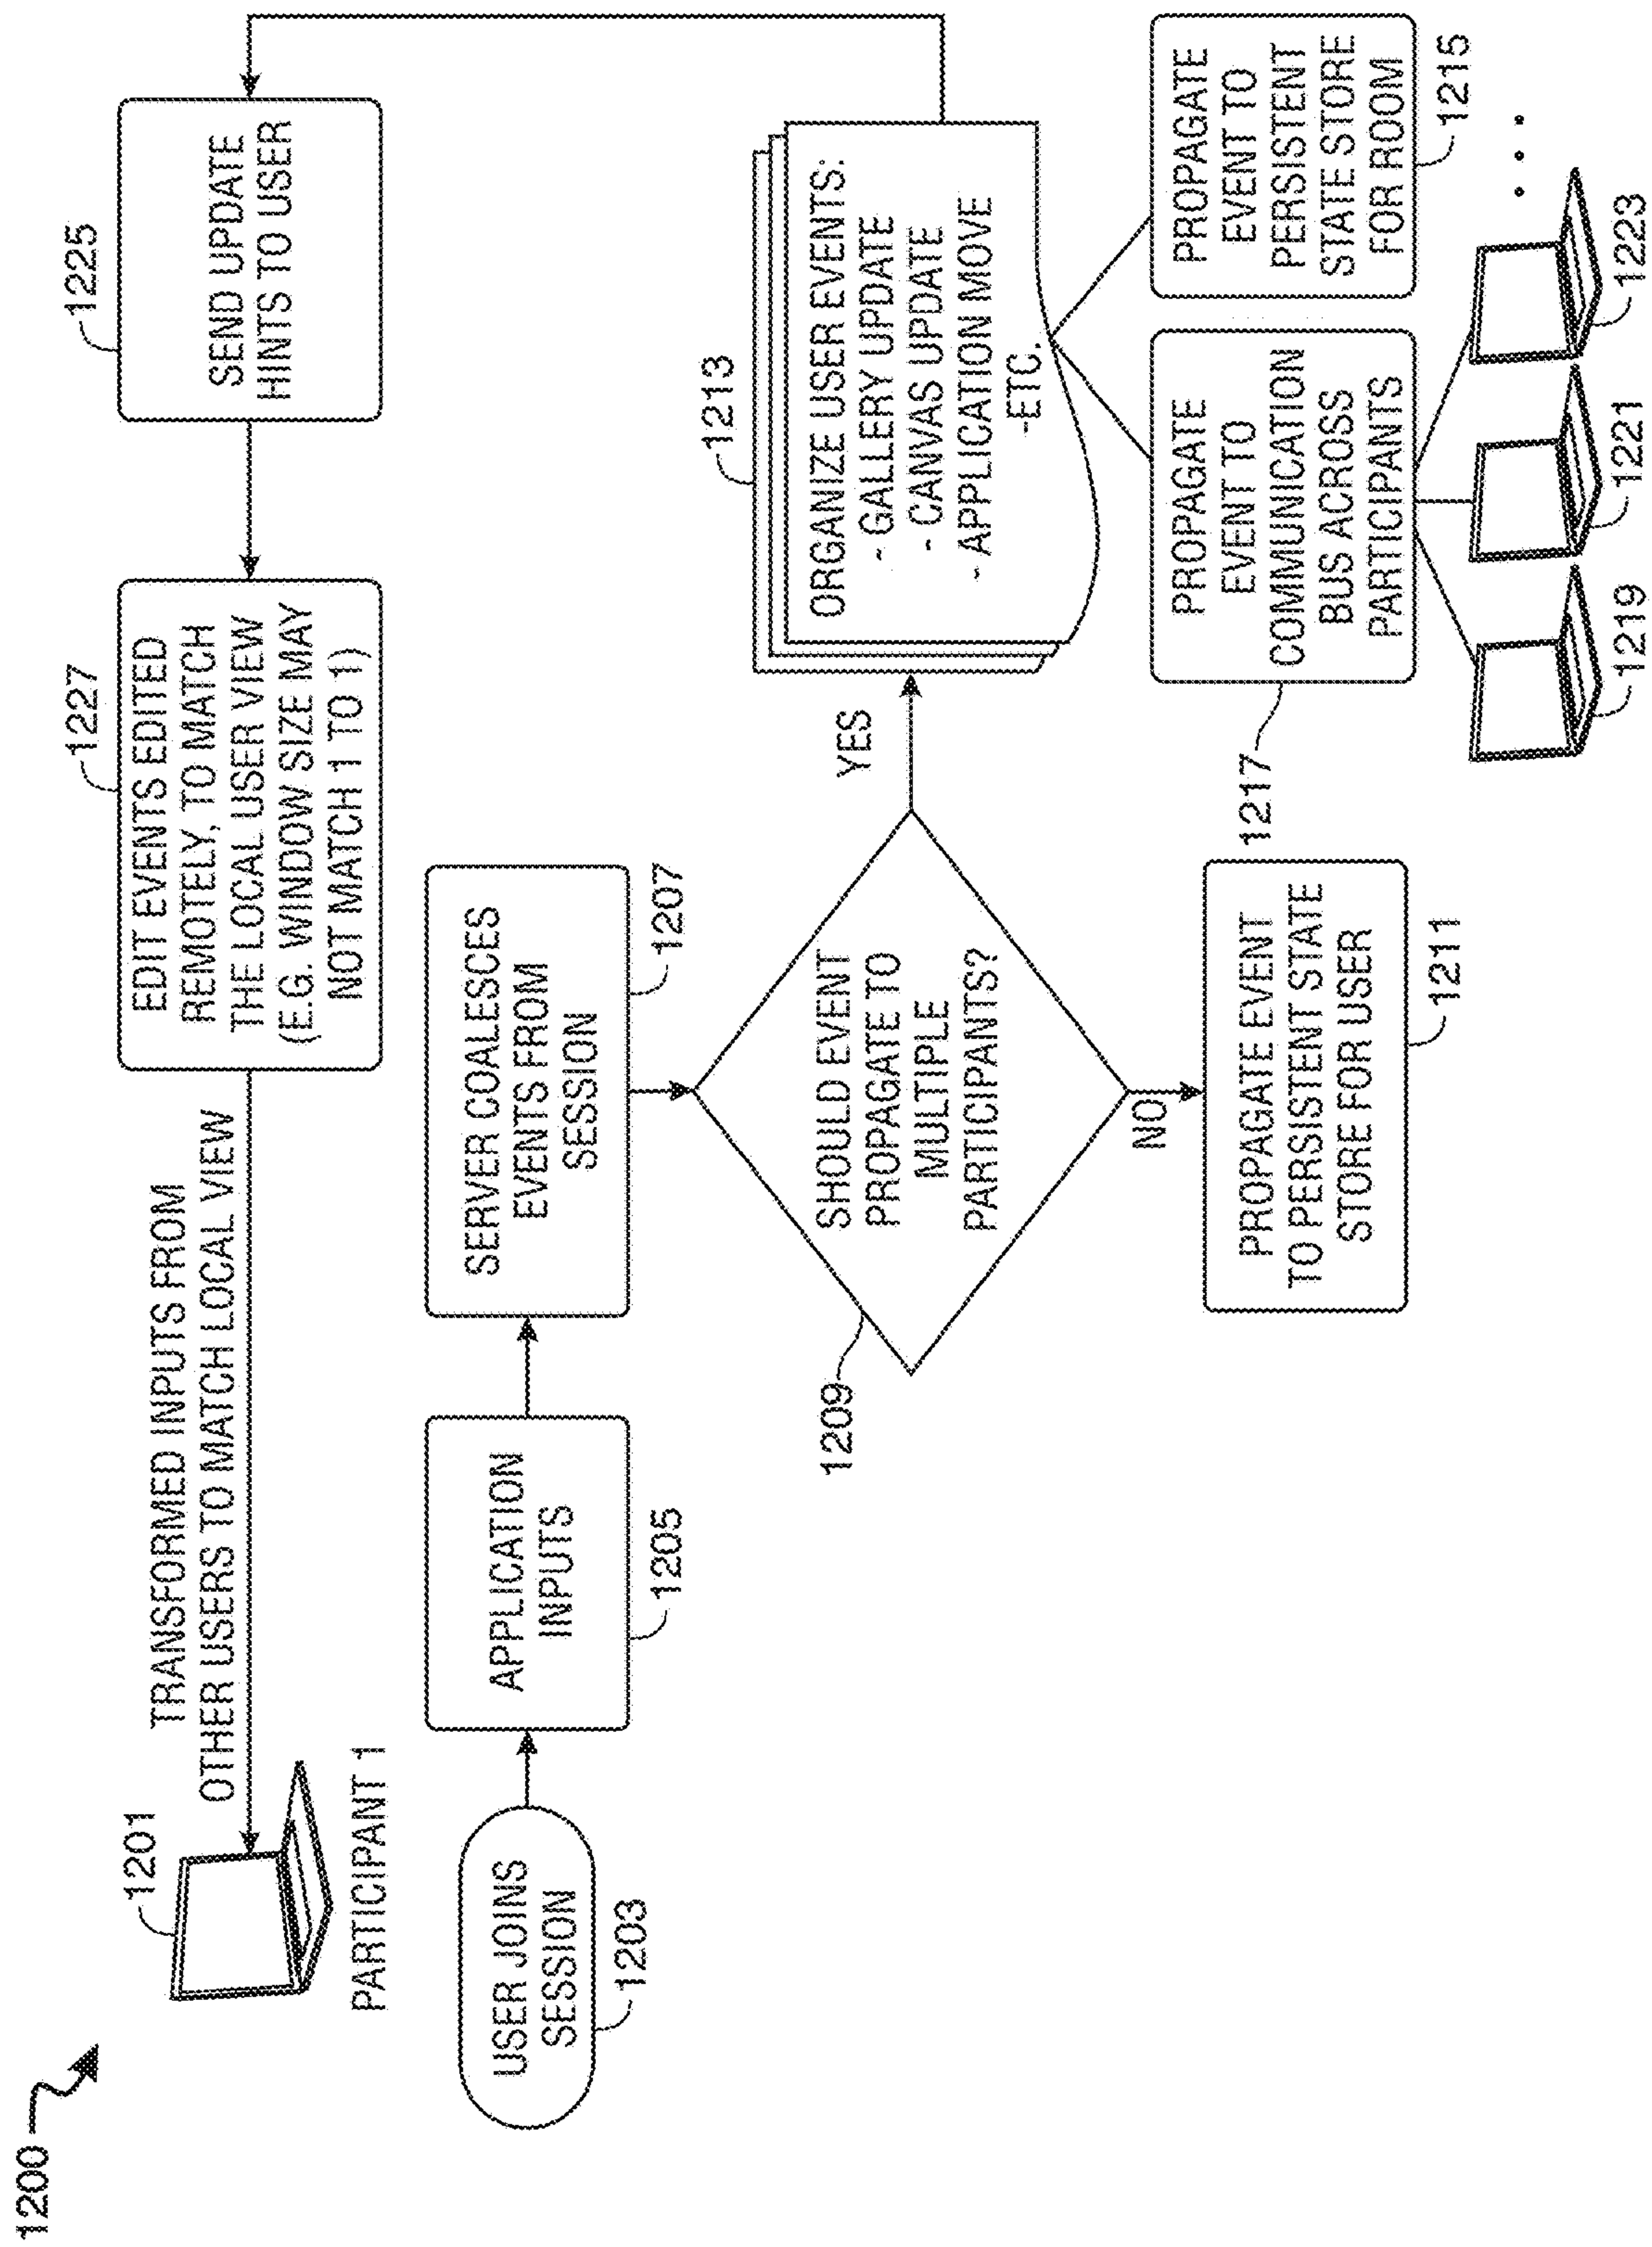 1200
1201
PARTICIPANT 1
TRANSFORMED INPUTS FROM
OTHER USERS TO MATCH LOCAL VIEW
1227
EDIT EVENTS EDITED
REMOTELY, TO MATCH
THE LOCAL USER VIEW
(E.G. WINDOW SIZE MAY
NOT MATCH 1 TO 1)
1225
SEND UPDATE
HINTS TO USER
USER JOINS
SESSION
1203
APPLICATION
INPUTS
1205
SERVER COALESCES
EVENTS FROM
SESSION
1207
1209
SHOULD EVENT
PROPAGATE TO
MULTIPLE
PARTICIPANTS?
YES
NO
PROPAGATE EVENT
TO PERSISTENT STATE
STORE FOR USER
1211
1213
ORGANIZE USER EVENTS:
- GALLERY UPDATE
- CANVAS UPDATE
- APPLICATION MOVE
-ETC.
1217
PROPAGATE
EVENT TO
COMMUNICATION
BUS ACROSS
PARTICIPANTS
PROPAGATE
EVENT TO
PERSISTENT
STATE STORE
FOR ROOM
1215
1219
1221
1223
. . .